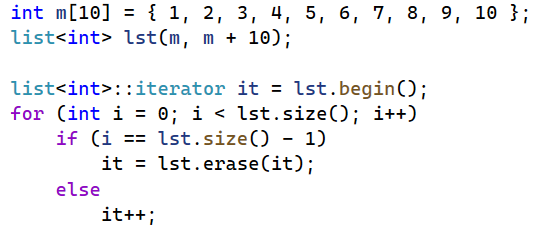 int m[10] = { 1, 2, 3, 4, 5, 6, 7, 8, 9, 10 };
list<int> lst(m, m + 10);

list<int>::iterator it = lst.begin();
for (int i = 0; i < lst.size(); i++)
    if (i == lst.size() - 1)
        it = lst.erase(it);
    else
        it++;